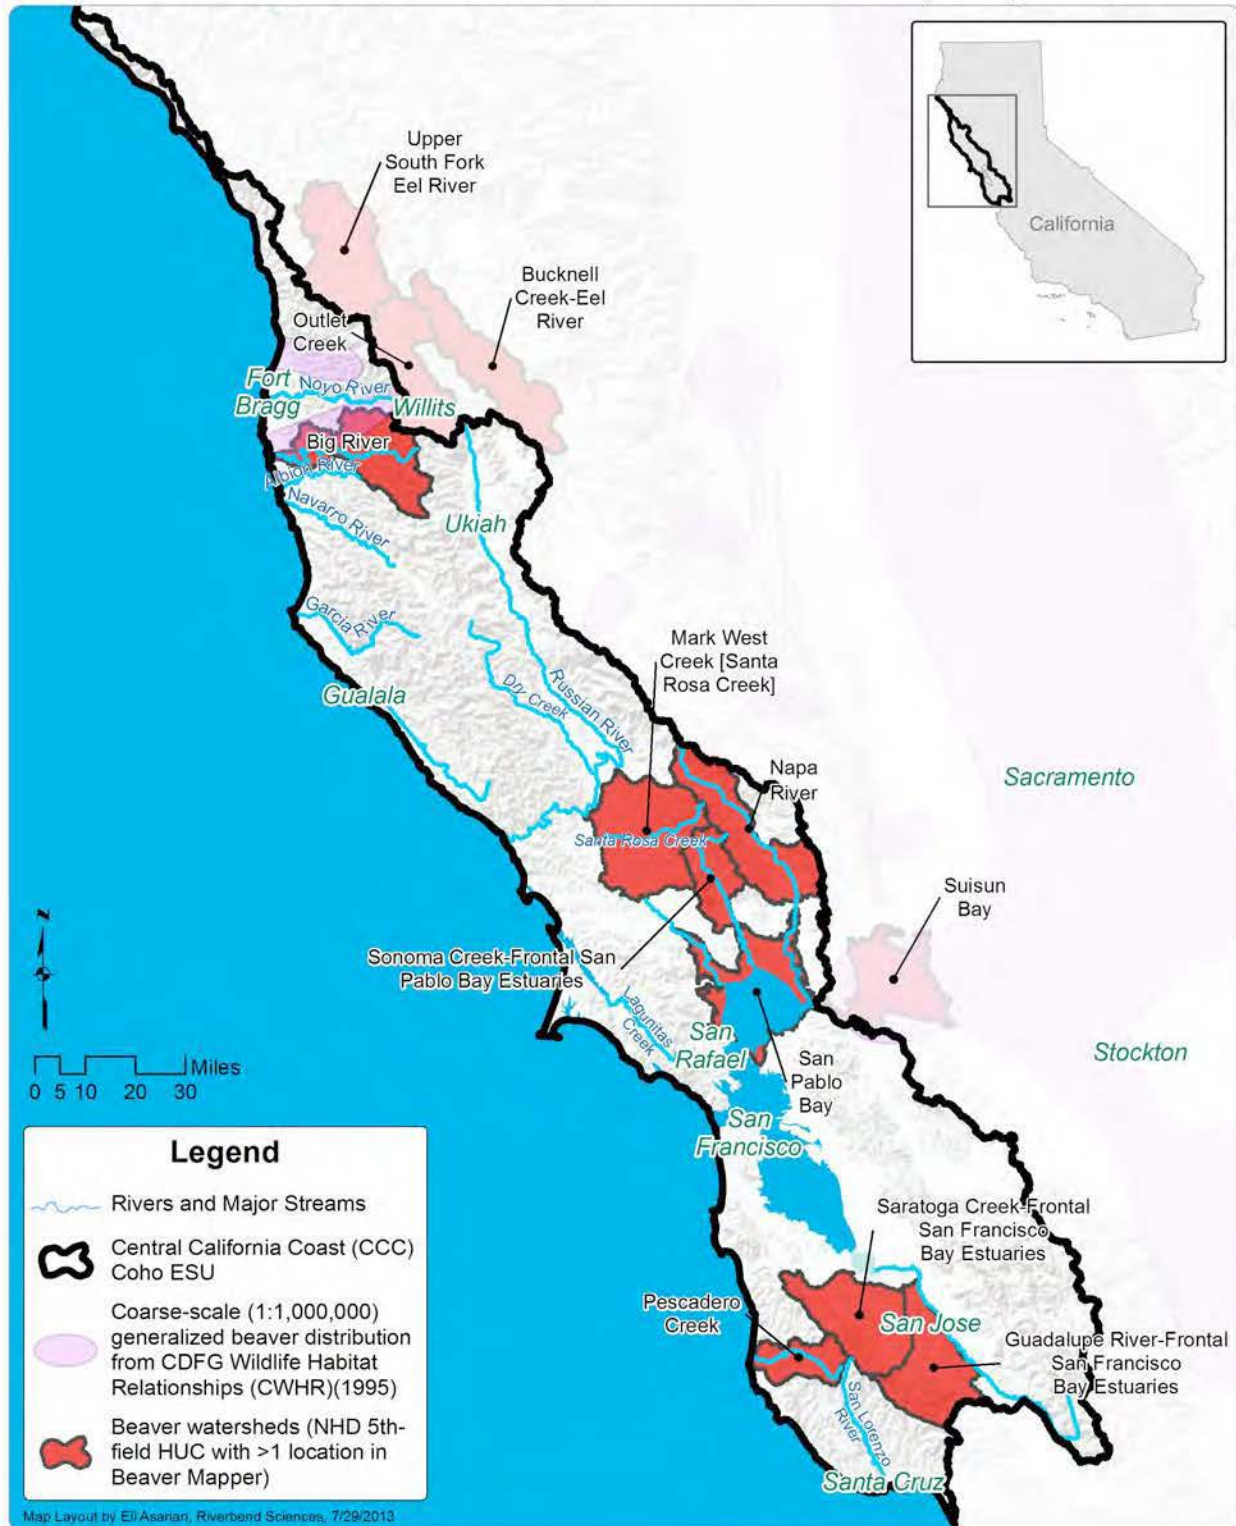 California
Upper
South Fork
Eel River
Bucknell
Creek-Eel
River
Outlet
Creek
Fort
Bragg
Noyo River
Willits
Big River
Albion River
Navarro River
Ukiah
Garcia River
Mark West
Creek [Santa
Rosa Creek]
Gualala
Dry Creek
Russian River
Napa
River
Sacramento
Santa Rosa Creek
Suisun
Bay
Sonoma Creek-Frontal San
Pablo Bay Estuaries
Lagunitas
Creek
San
Rafael
San
Pablo
Bay
Stockton
N
Miles
0 5 10 20 30
San
Francisco
Saratoga Creek-Frontal
San Francisco
Bay Estuaries
Pescadero
Creek
San Jose
Guadalupe River-Frontal
San Francisco
Bay Estuaries
San Lorenzo
River
Santa Cruz
Legend
Rivers and Major Streams
Central California Coast (CCC)
Coho ESU
Coarse-scale (1:1,000,000)
generalized beaver distribution
from CDFG Wildlife Habitat
Relationships (CWHR)(1995)
Beaver watersheds (NHD 5th-
field HUC with >1 location in
Beaver Mapper)
Map Layout by Eli Asarian, Riverbend Sciences, 7/29/2013